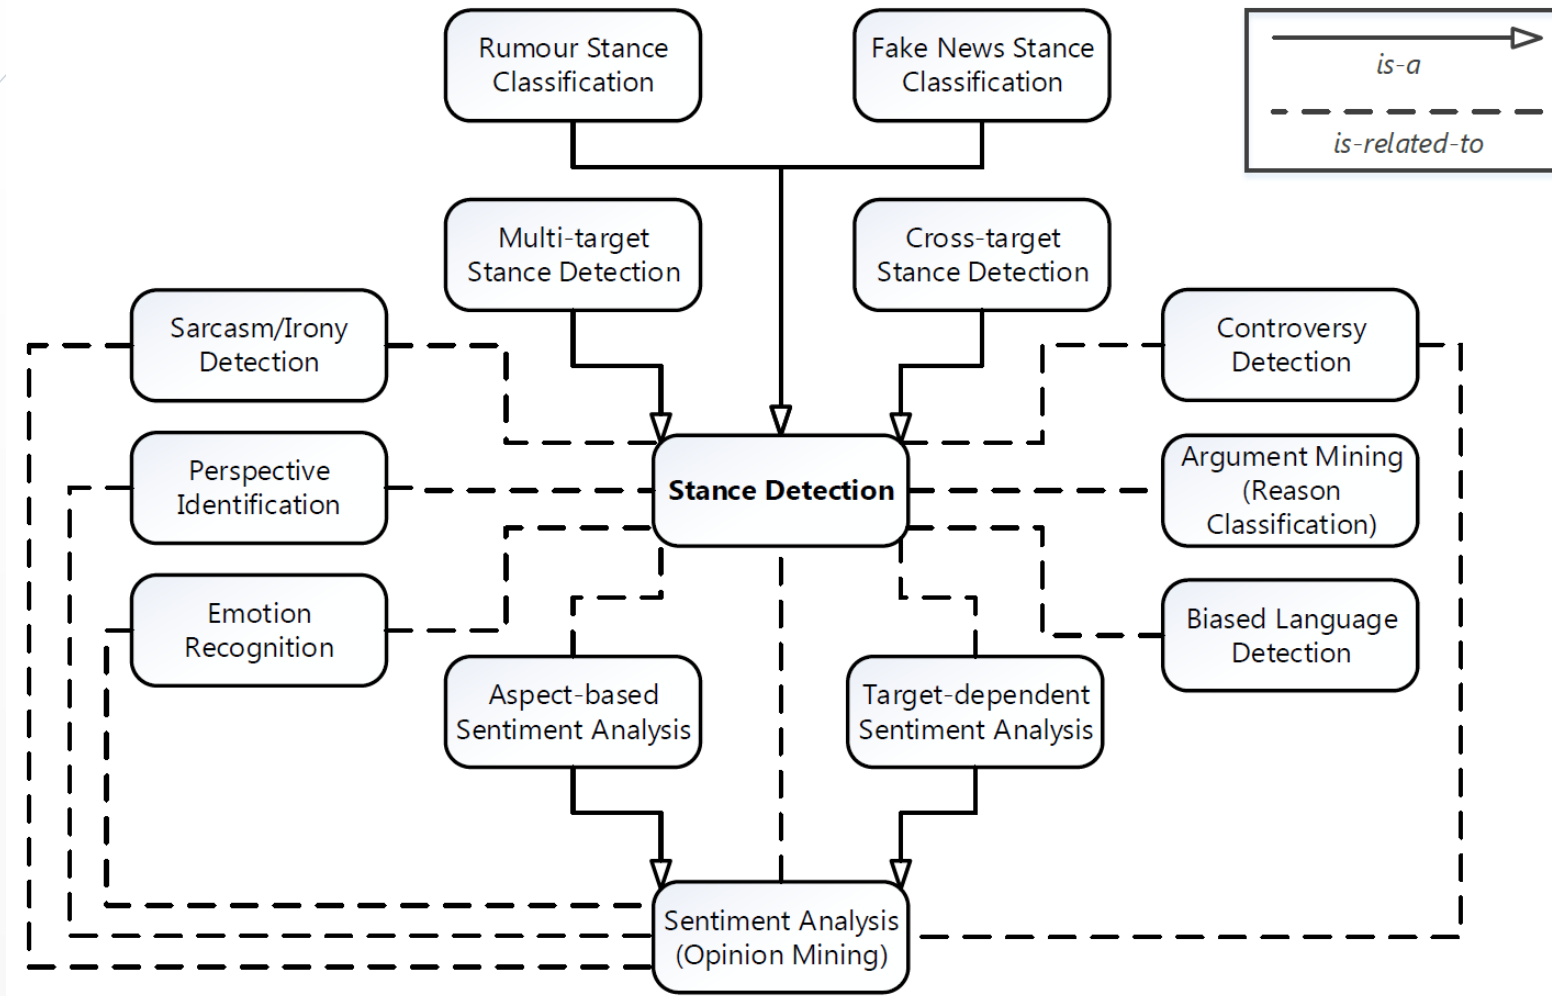 Rumour Stance
Classification
Fake News Stance
Classification
is-a
is-related-to
Multi-target
Stance Detection
Cross-target
Stance Detection
Sarcasm/Irony
Detection
Controversy
Detection
Perspective
Identification
Stance Detection
Argument Mining
(Reason
Classification)
Emotion
Recognition
Biased Language
Detection
Aspect-based
Sentiment Analysis
Target-dependent
Sentiment Analysis
Sentiment Analysis
(Opinion Mining)